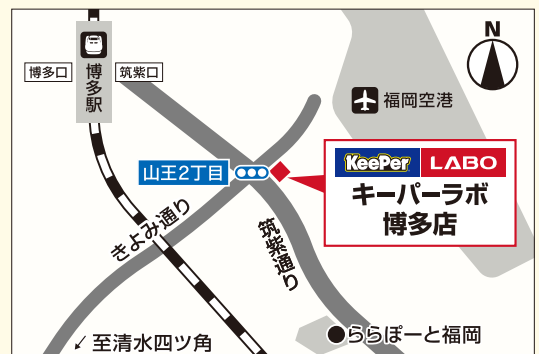 N
博多口
博多駅
筑紫口
福岡空港
山王2丁目
KeePer LABO
キーパーラボ
博多店
きよみ通り
筑紫通り
ららぽーと福岡
至清水四ツ角